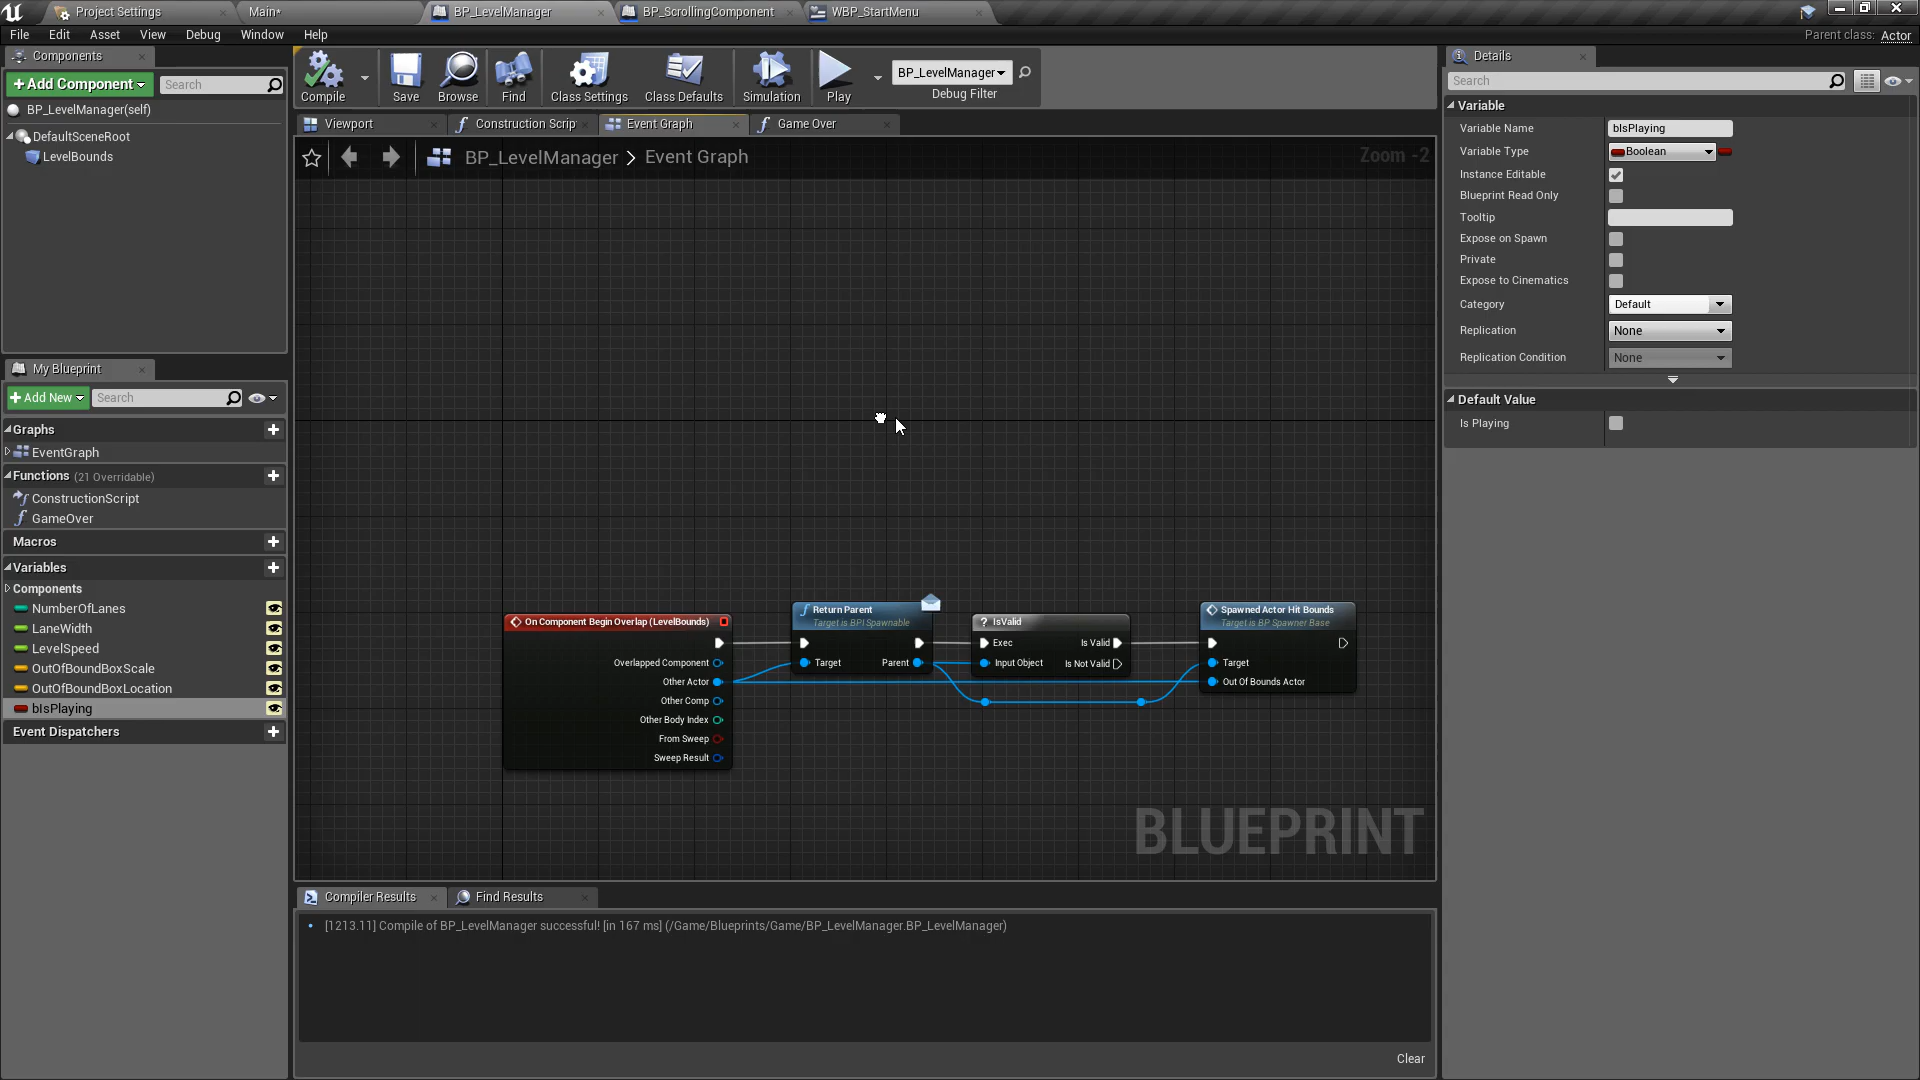 Project Settings
Main*
BP_LevelManager
BP_ScrollingComponent
WBP_StartMenu
File Edit Asset View Debug Window Help
Parent class: Actor
Components
+ Add Component
Search
BP_LevelManager(self)
DefaultSceneRoot
LevelBounds
Compile
Save
Browse
Find
Class Settings
Class Defaults
Simulation
Play
BP_LevelManager
Debug Filter
Viewport
Construction Scrip
Event Graph
Game Over
BP_LevelManager > Event Graph
Zoom -2
My Blueprint
+ Add New
Search
Graphs
EventGraph
Functions (21 Overridable)
ConstructionScript
GameOver
Macros
Variables
Components
NumberOfLanes
LaneWidth
LevelSpeed
OutOfBoundBoxScale
OutOfBoundBoxLocation
bIsPlaying
Event Dispatchers
On Component Begin Overlap (LevelBounds)
Overlapped Component
Other Actor
Other Comp
Other Body Index
From Sweep
Sweep Result
Return Parent
Target is BPI Spawnable
Target Parent
? IsValid
Exec Is Valid
Input Object Is Not Valid
Spawned Actor Hit Bounds
Target is BP Spawner Base
Target
Out Of Bounds Actor
BLUEPRINT
Compiler Results
Find Results
[1213.11] Compile of BP_LevelManager successful! [in 167 ms] (/Game/Blueprints/Game/BP_LevelManager.BP_LevelManager)
Clear
Details
Search
Variable
Variable Name bIsPlaying
Variable Type Boolean
Instance Editable
Blueprint Read Only
Tooltip
Expose on Spawn
Private
Expose to Cinematics
Category Default
Replication None
Replication Condition None
Default Value
Is Playing